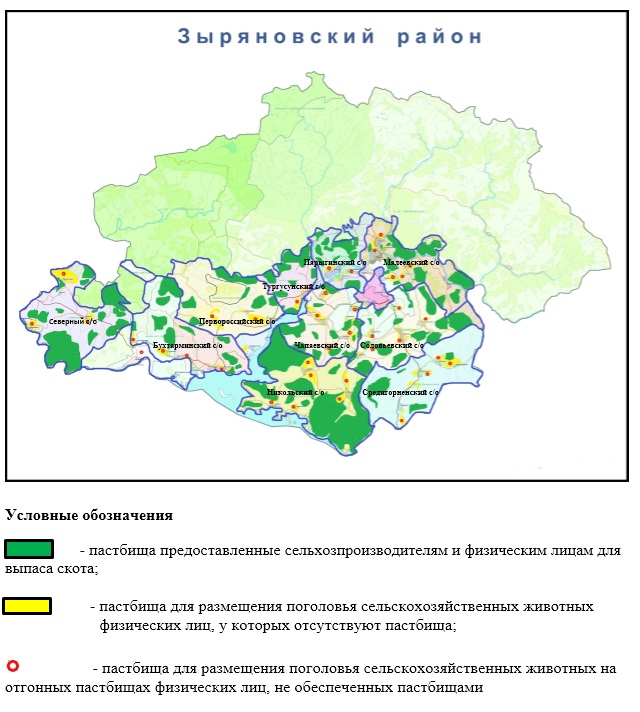 Зыряновский район
Парыгинский с/о
Малеевский с/о
Тургусунский с/о
Северный с/о
Первороссийский с/о
Бухтарминский с/о
Чапаевский с/о
Соловьевский с/о
Никольский с/о
Средигорненский с/о
Условные обозначения
- пастбища предоставленные сельхозпроизводителям и физическим лицам для
выпаса скота;
- пастбища для размещения поголовья сельскохозяйственных животных
физических лиц, у которых отсутствуют пастбища;
- пастбища для размещения поголовья сельскохозяйственных животных на
отгонных пастбищах физических лиц, не обеспеченных пастбищами